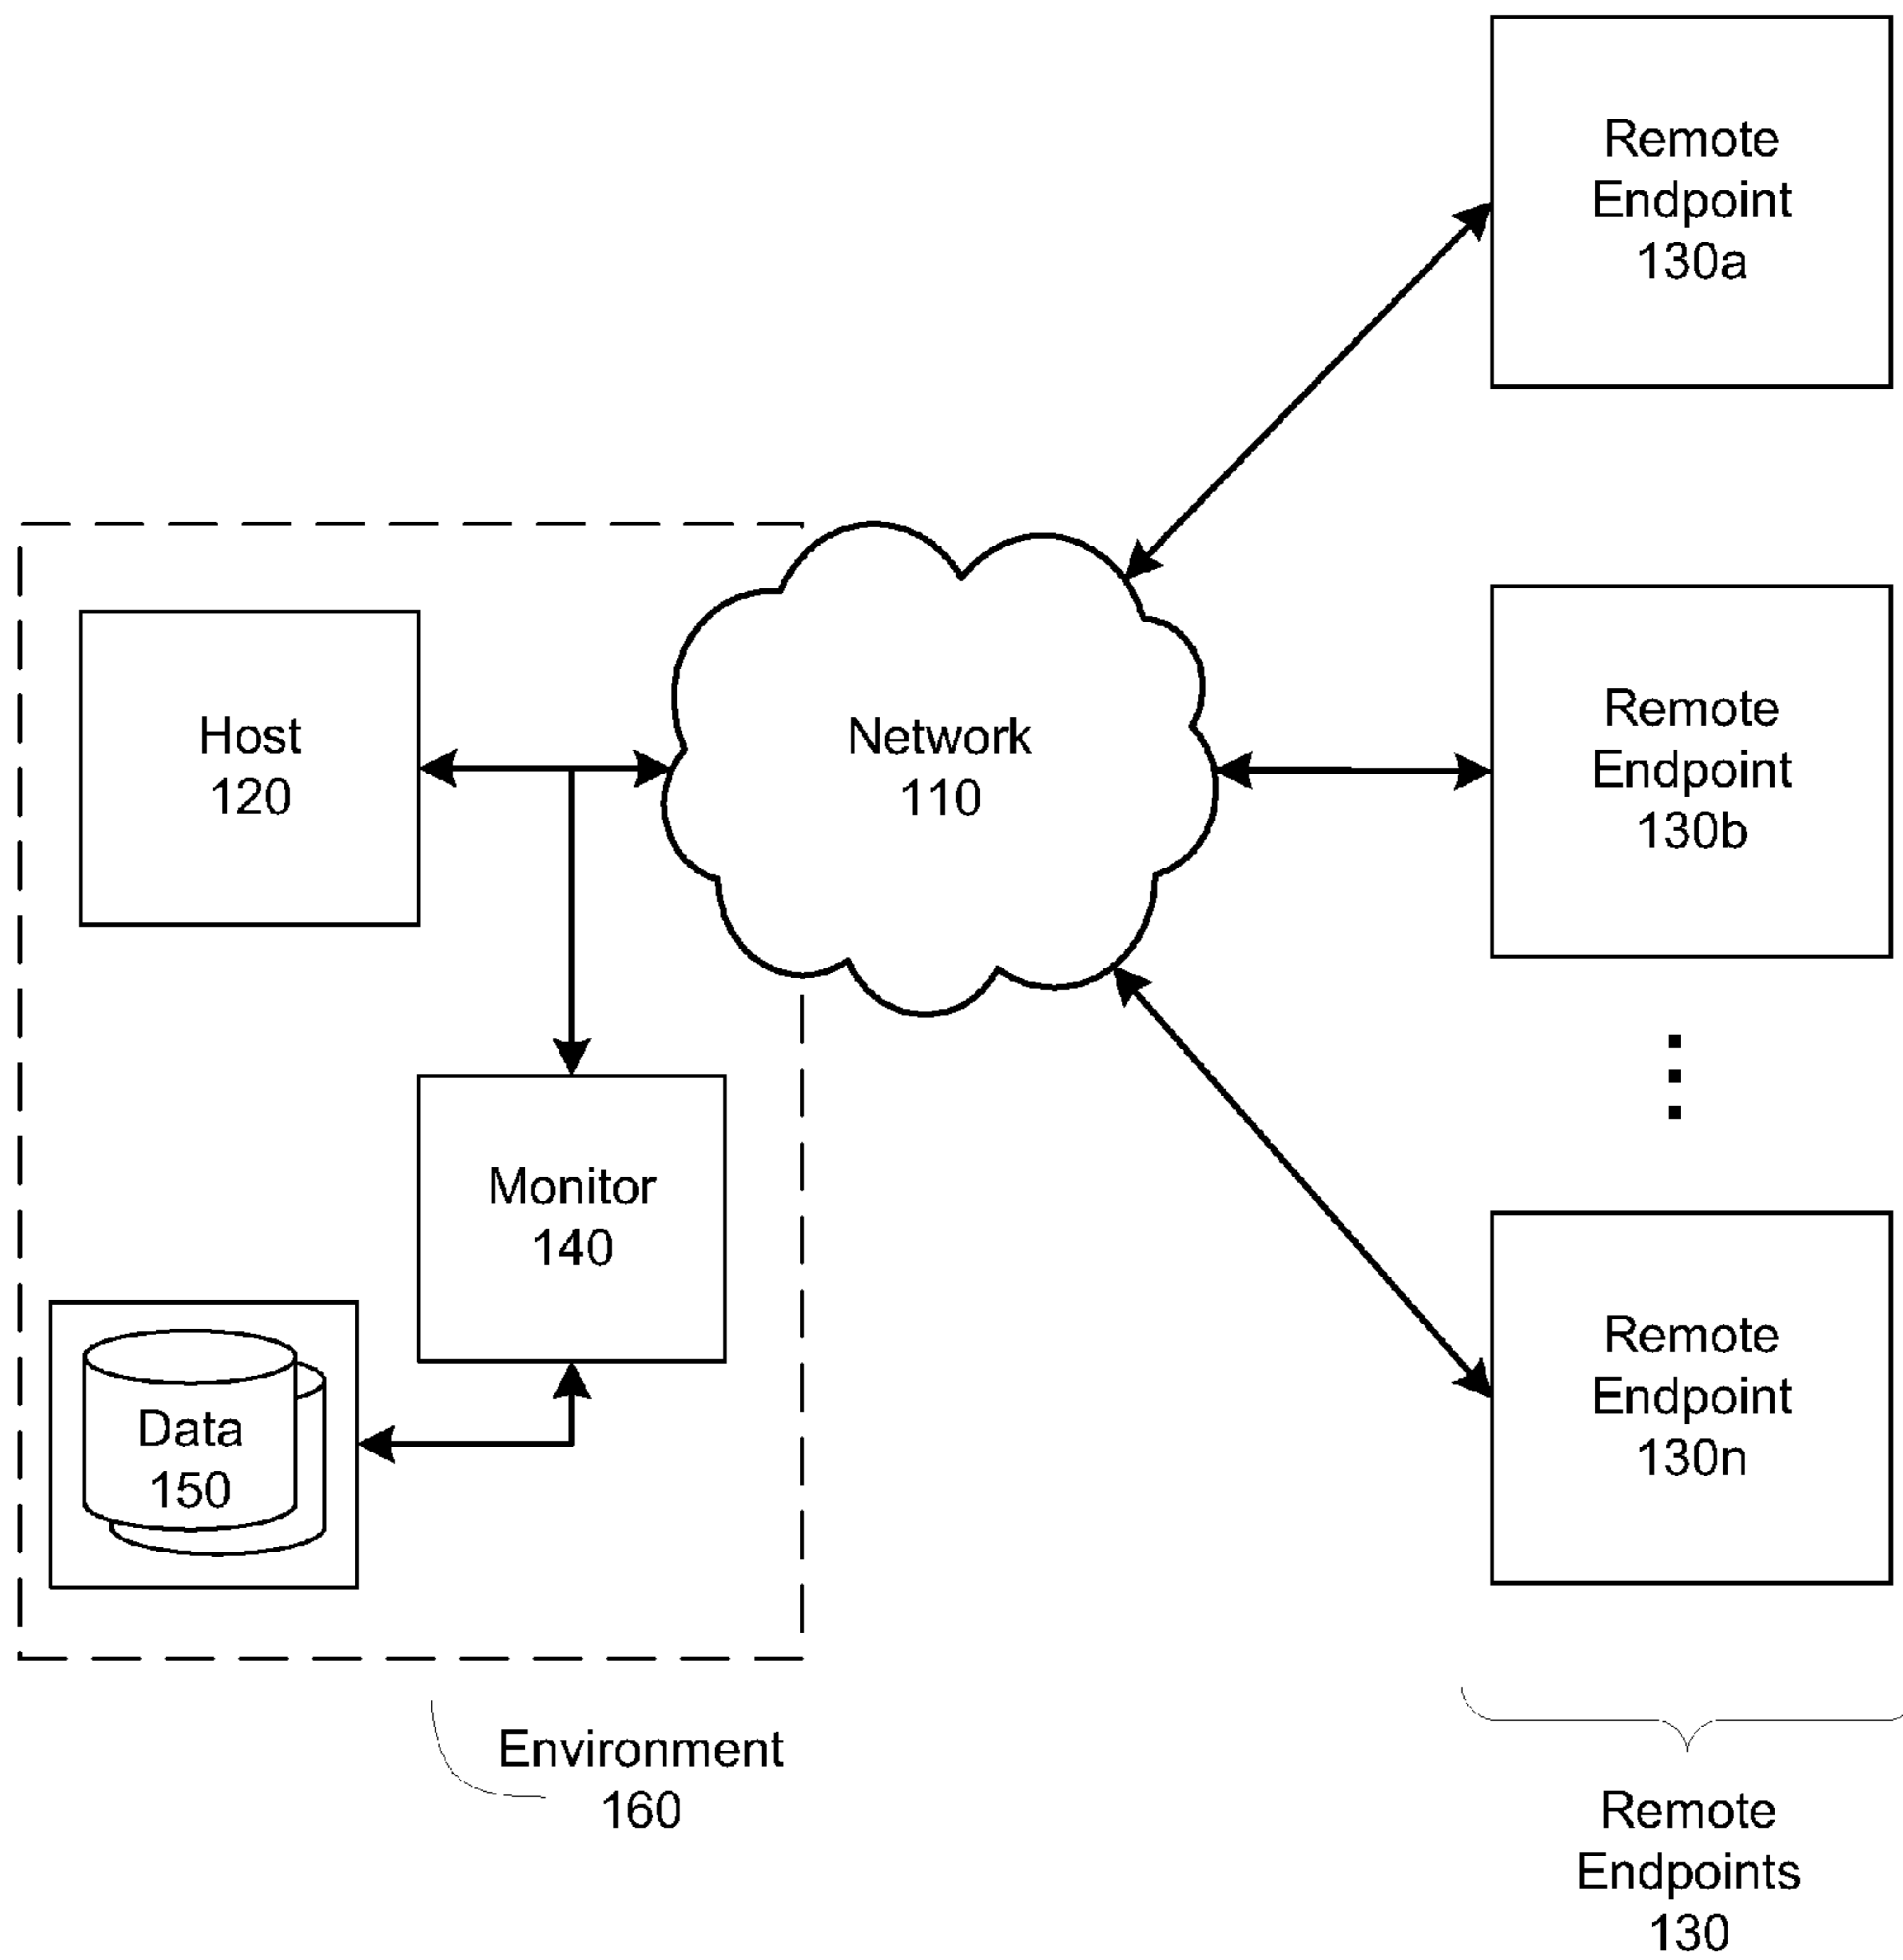 Remote
Endpoint
130a
Host
120
Network
110
Remote
Endpoint
130b
Monitor
140
Data
150
Remote
Endpoint
130n
Environment
160
Remote
Endpoints
130